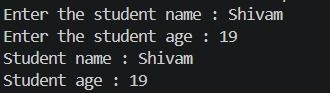 Enter the student name : Shivam
Enter the student age : 19
Student name : Shivam
Student age : 19